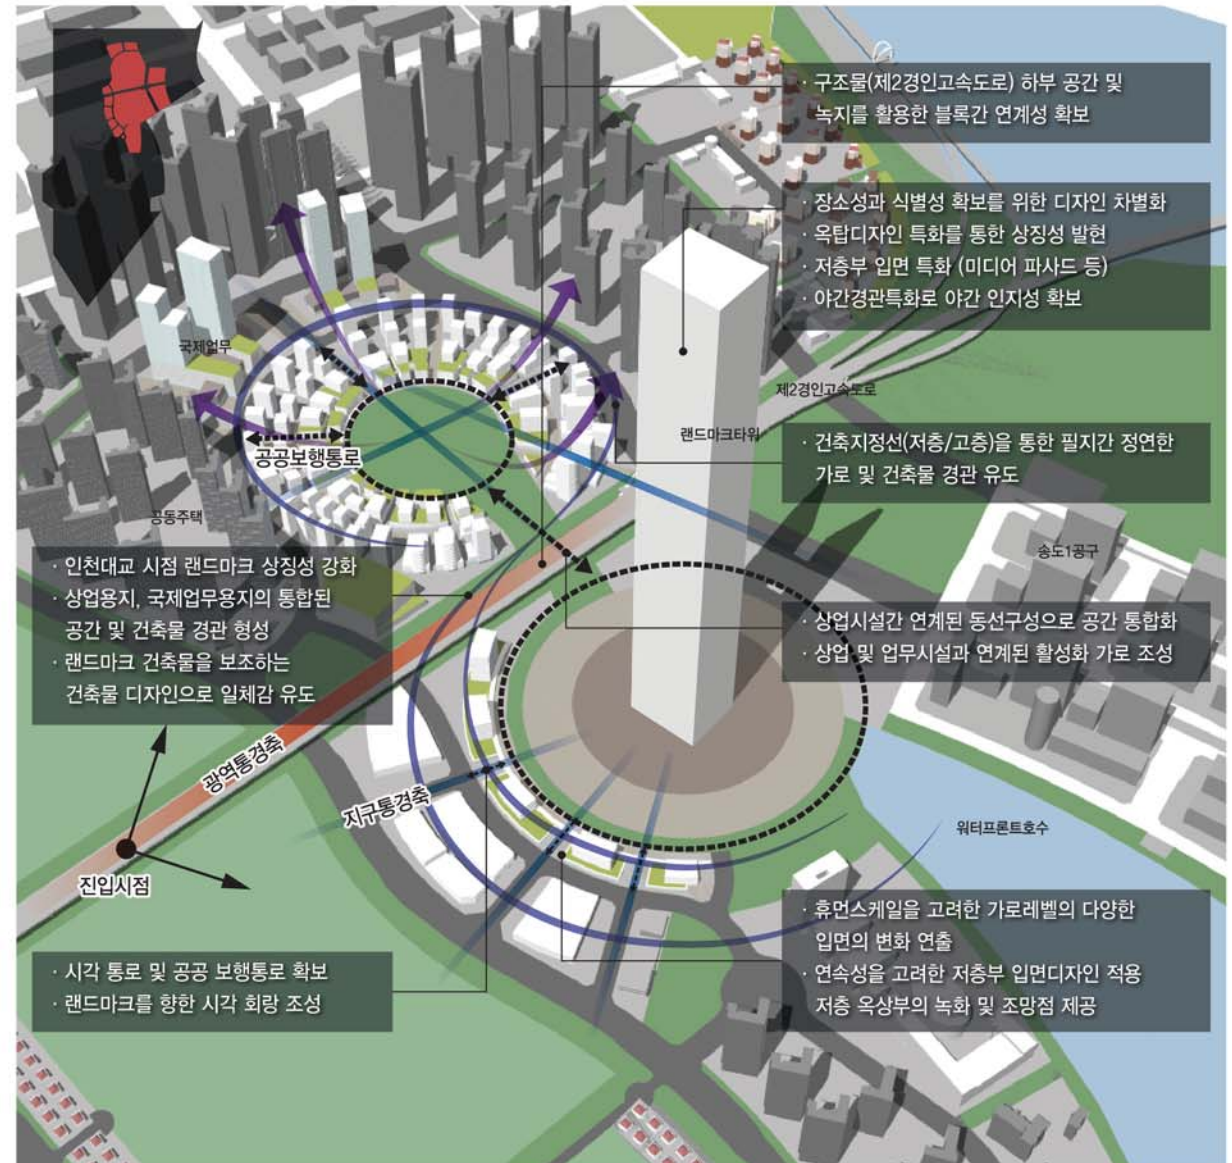 · 구조물(제2경인고속도로) 하부 공간 및
녹지를 활용한 블록간 연계성 확보
· 장소성과 식별성 확보를 위한 디자인 차별화
· 옥탑디자인 특화를 통한 상징성 발현
· 저층부 입면 특화 (미디어 파사드 등)
· 야간경관특화로 야간 인지성 확보
국제업무
제2경인고속도로
랜드마크타워
공공보행통로
· 건축지정선(저층/고층)을 통한 필지간 정연한
가로 및 건축물 경관 유도
공동주택
송도1공구
· 인천대교 시점 랜드마크 상징성 강화
· 상업용지, 국제업무용지의 통합된
공간 및 건축물 경관 형성
· 랜드마크 건축물을 보조하는
건축물 디자인으로 일체감 유도
· 상업시설간 연계된 동선구성으로 공간 통합화
· 상업 및 업무시설과 연계된 활성화 가로 조성
광역통경축
지구통경축
워터프론트호수
진입시점
· 휴먼스케일을 고려한 가로레벨의 다양한
입면의 변화 연출
· 연속성을 고려한 저층부 입면디자인 적용
저층 옥상부의 녹화 및 조망점 제공
· 시각 통로 및 공공 보행통로 확보
· 랜드마크를 향한 시각 회랑 조성